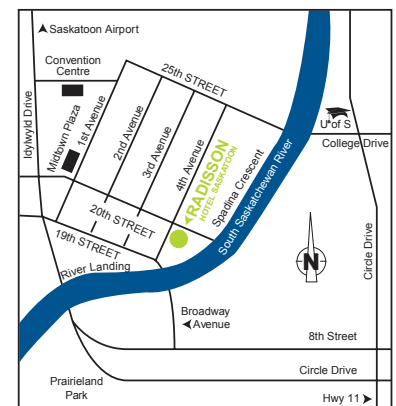 Saskatoon Airport
Convention
Centre
25th STREET
Idylwyld Drive
Midtown Plaza
1st Avenue
2nd Avenue
3rd Avenue
4th Avenue
RADISSON
HOTEL SASKATOON
Spadina Crescent
South Saskatchewan River
U of S
College Drive
20th STREET
19th STREET
River Landing
N
Circle Drive
Broadway
Avenue
8th Street
Circle Drive
Prairieland
Park
Hwy 11